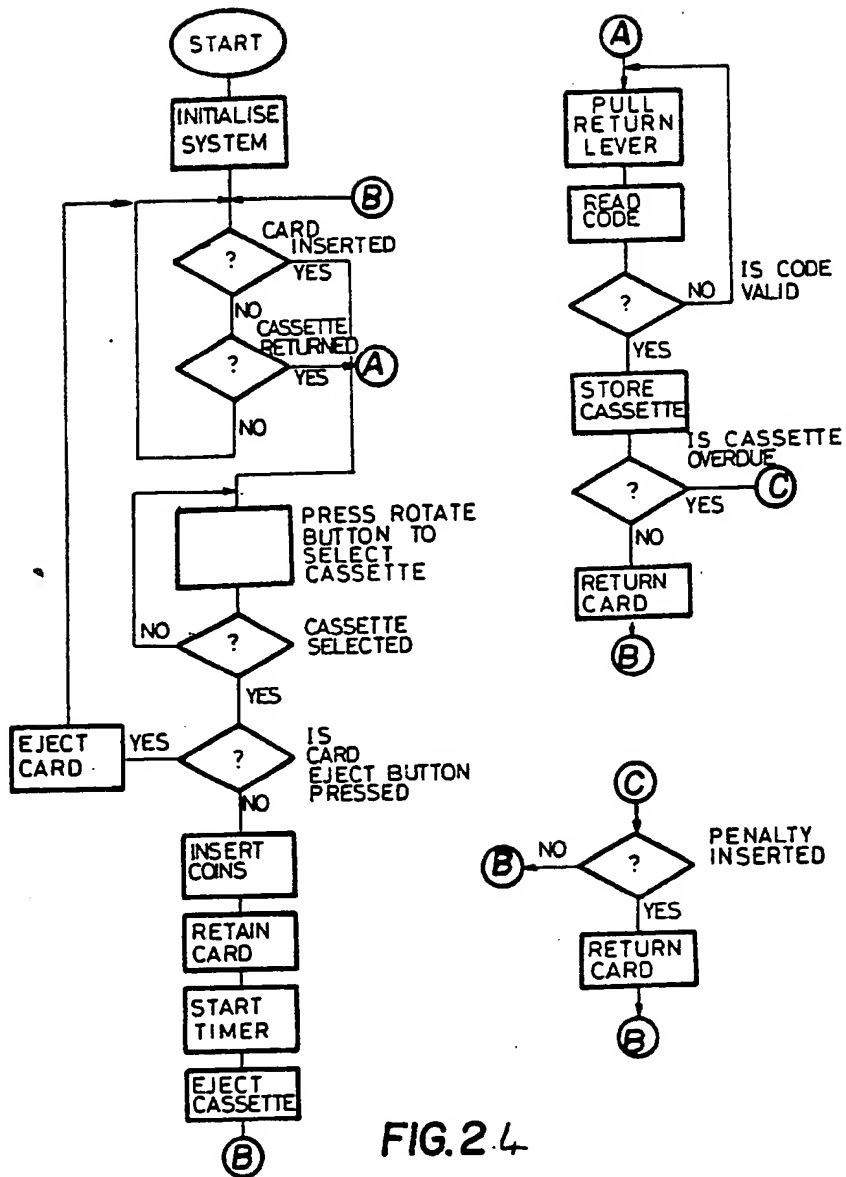 START
INITIALISE
SYSTEM
B
CARD
INSERTED
?
YES
NO
CASSETTE
RETURNED
?
YES
A
NO
PRESS ROTATE
BUTTON TO
SELECT
CASSETTE
NO
?
CASSETTE
SELECTED
YES
EJECT
CARD
YES
?
IS
CARD
EJECT BUTTON
PRESSED
NO
INSERT
COINS
RETAIN
CARD
START
TIMER
EJECT
CASSETTE
B
A
PULL
RETURN
LEVER
READ
CODE
?
NO
IS CODE
VALID
YES
STORE
CASSETTE
IS CASSETTE
OVERDUE
?
YES
C
NO
RETURN
CARD
B
C
B
NO
?
PENALTY
INSERTED
YES
RETURN
CARD
B
FIG.2.4